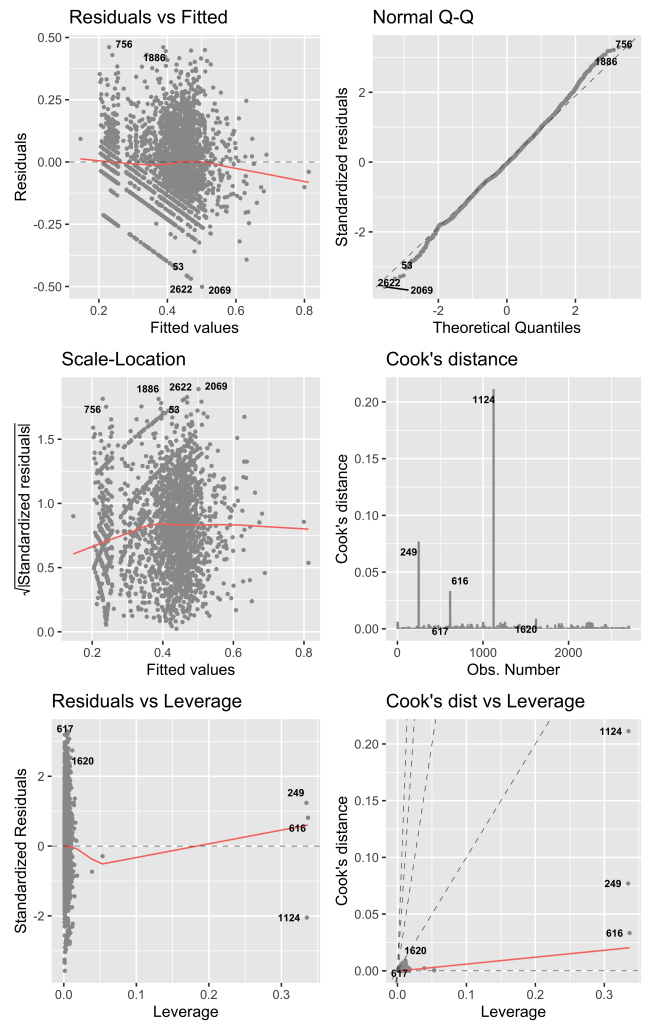 Residuals vs Fitted
Residuals
0.50
0.25
0.00
-0.25
-0.50
756
1886
53
2622
2069
0.2 0.4 0.6 0.8
Fitted values
Normal Q-Q
Standardized residuals
2
0
-2
756
1886
53
2622
2069
-2 0 2
Theoretical Quantiles
Scale-Location
√|Standardized residuals|
1.5
1.0
0.5
0.0
1886
2622
2069
756
53
0.2 0.4 0.6 0.8
Fitted values
Cook's distance
Cook's distance
0.20
0.15
0.10
0.05
0.00
1124
249
616
617
1620
0 1000 2000
Obs. Number
Residuals vs Leverage
Standardized Residuals
2
0
-2
617
1620
249
616
1124
0.0 0.1 0.2 0.3
Leverage
Cook's dist vs Leverage
Cook's distance
0.20
0.15
0.10
0.05
0.00
1124
249
616
1620
617
0.0 0.1 0.2 0.3
Leverage